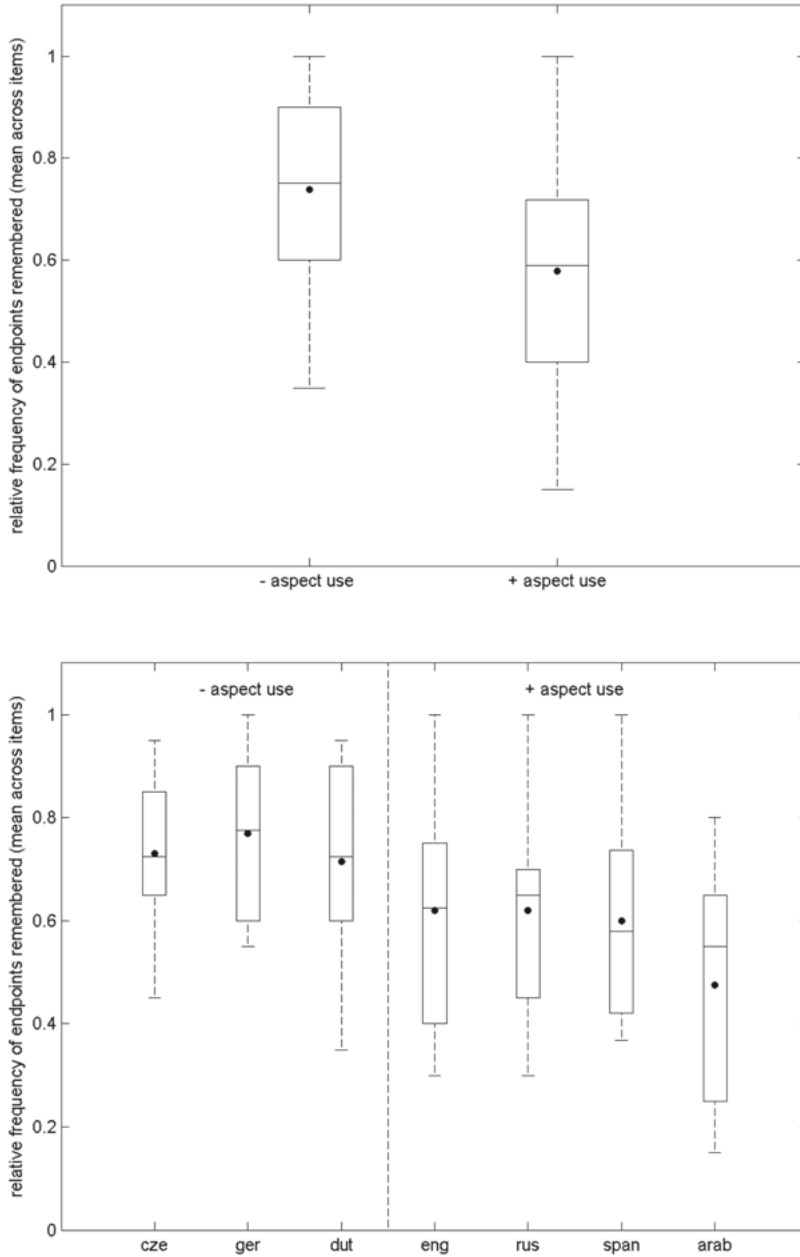 relative frequency of endpoints remembered (mean across items)
1
0.8
0.6
0.4
0.2
0
- aspect use + aspect use
relative frequency of endpoints remembered (mean across items)
- aspect use + aspect use
1
0.8
0.6
0.4
0.2
0
cze ger dut eng rus span arab